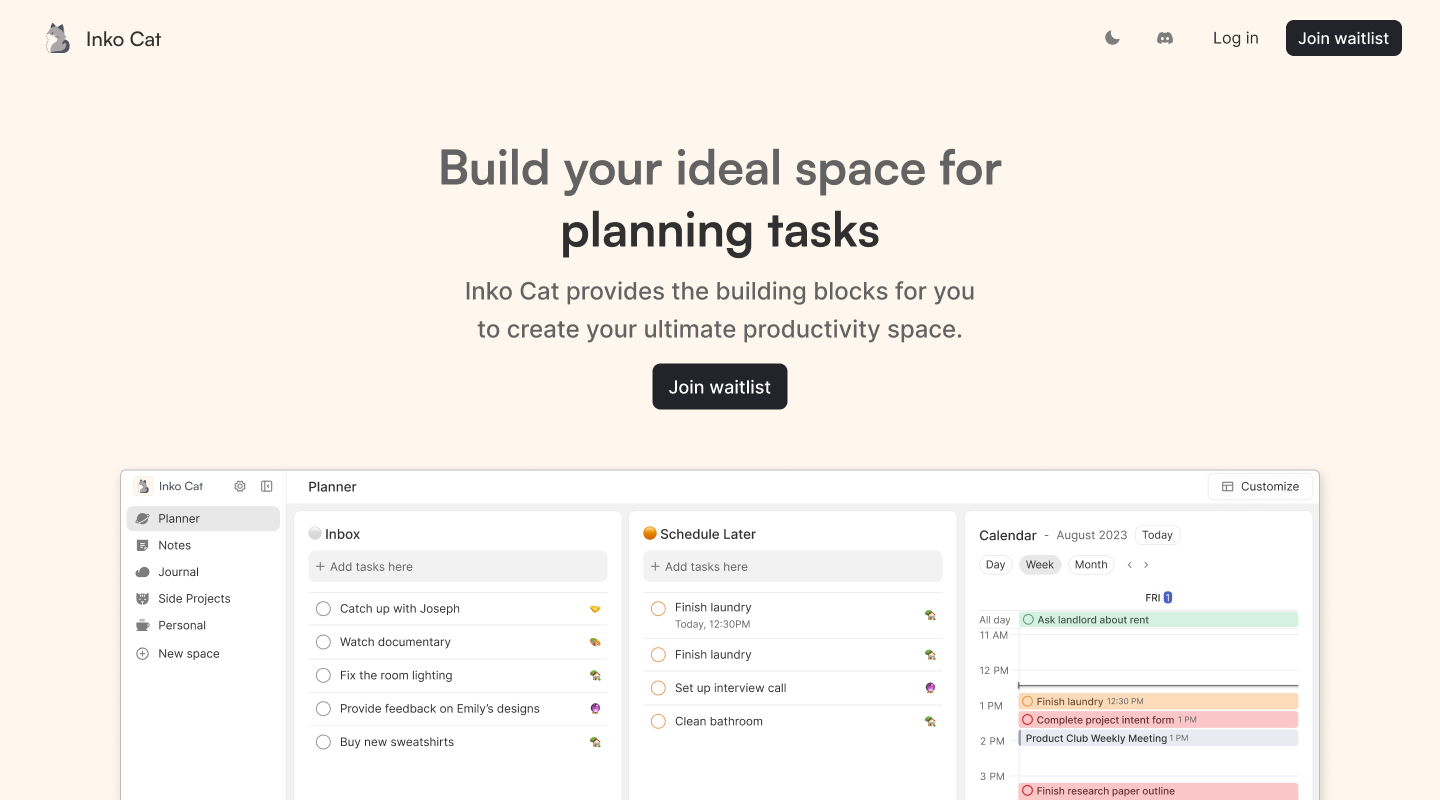 Inko Cat
Log in
Join waitlist
Build your ideal space for
planning tasks
Inko Cat provides the building blocks for you
to create your ultimate productivity space.
Join waitlist
Inko Cat
Planner
Notes
Journal
Side Projects
Personal
New space
Planner
Customize
Inbox
+ Add tasks here
Catch up with Joseph
Watch documentary
Fix the room lighting
Provide feedback on Emily’s designs
Buy new sweatshirts
Schedule Later
+ Add tasks here
Finish laundry
Today, 12:30PM
Finish laundry
Set up interview call
Clean bathroom
Calendar - August 2023 Today
Day Week Month
FRI 1
All day Ask landlord about rent
11 AM
12 PM
Finish laundry 12:30 PM
1 PM
Complete project intent form 1 PM
Product Club Weekly Meeting 1 PM
2 PM
3 PM
Finish research paper outline